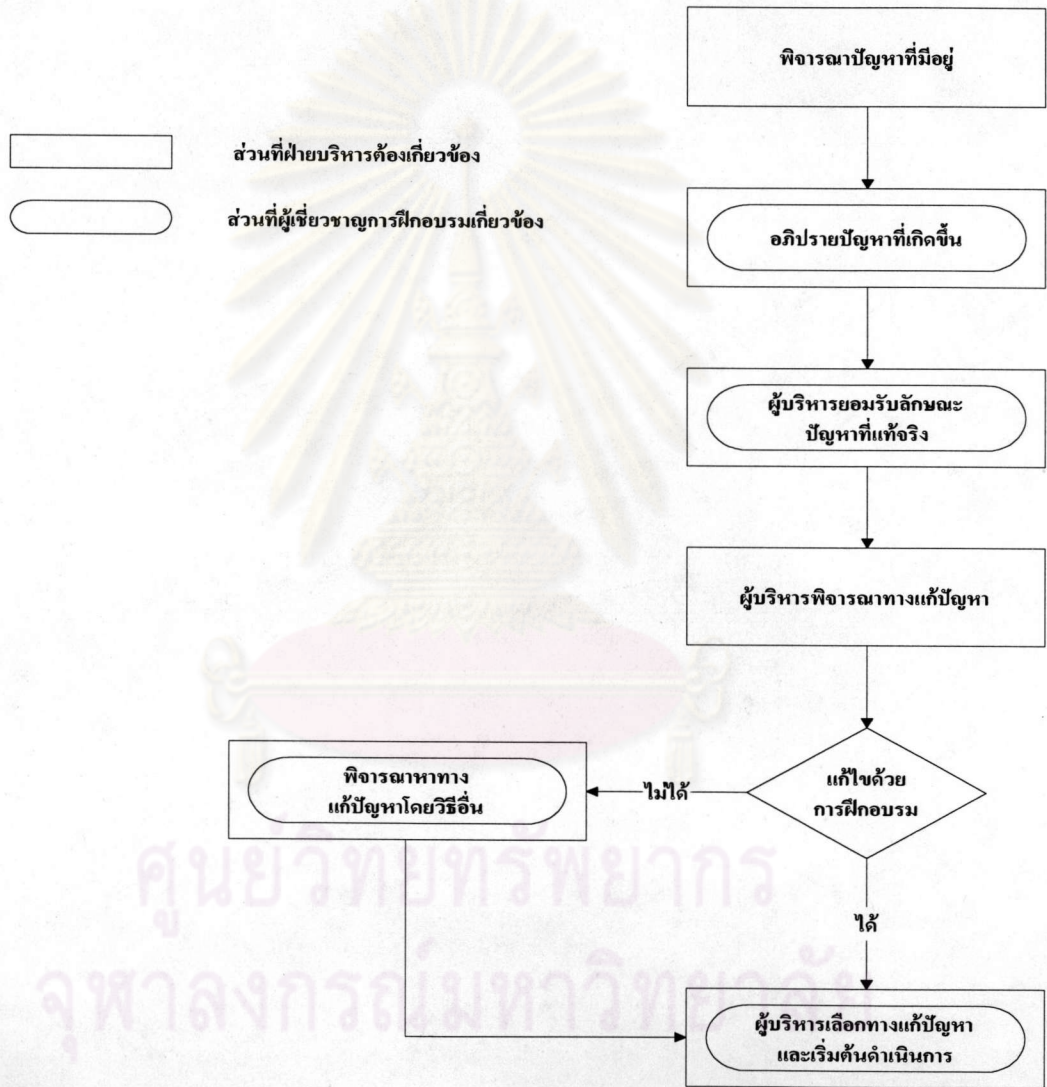 พิจารณาปัญหาที่มีอยู่
ส่วนที่ฝ่ายบริหารต้องเกี่ยวข้อง
ส่วนที่ผู้เชี่ยวชาญการฝึกอบรมเกี่ยวข้อง
อภิปรายปัญหาที่เกิดขึ้น
ผู้บริหารยอมรับลักษณะ
ปัญหาที่แท้จริง
ผู้บริหารพิจารณาทางแก้ปัญหา
แก้ไขด้วย
การฝึกอบรม
ไม่ได้
พิจารณาหาทาง
แก้ปัญหาโดยวิธีอื่น
ได้
ผู้บริหารเลือกทางแก้ปัญหา
และเริ่มต้นดำเนินการ
ศูนย์วิทยทรัพยากร
จุฬาลงกรณ์มหาวิทยาลัย